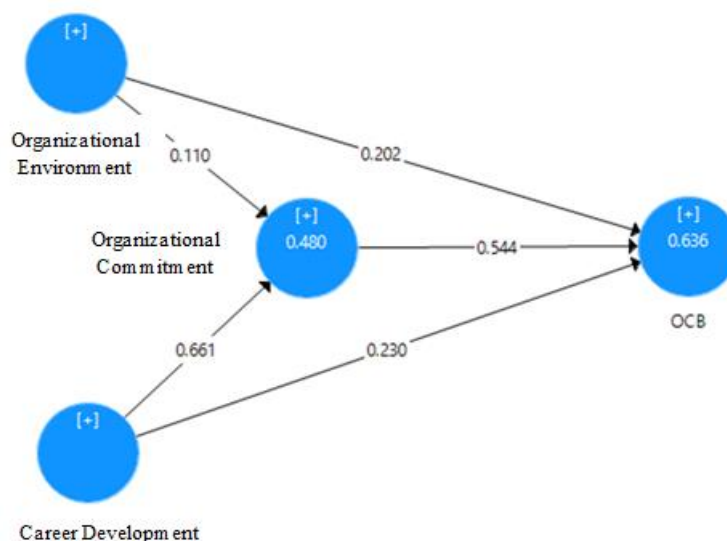 [+]
Organizational
Environment
0.110
0.202
[+]
0.480
Organizational
Commitment
0.544
[+]
0.636
OCB
0.661
0.230
[+]
Career Development